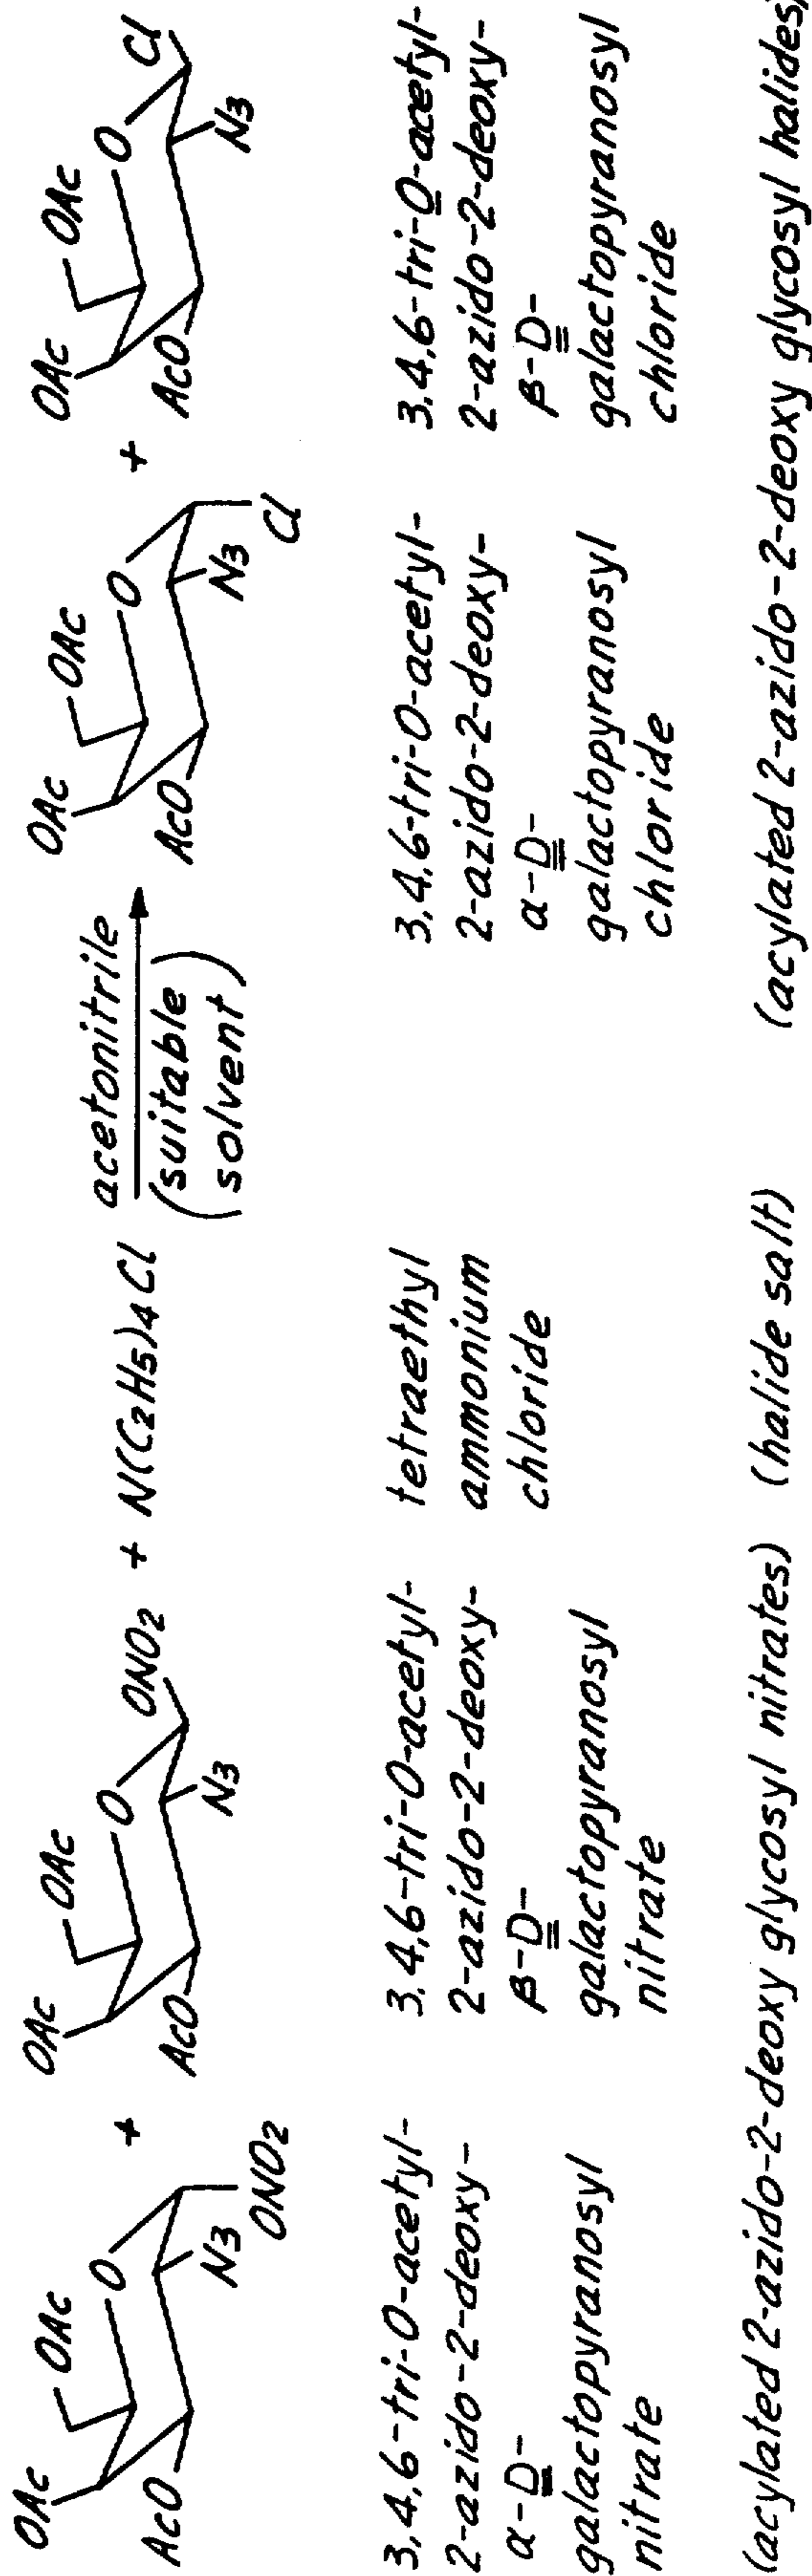 OAc
OAc
O
AcO
N3
ONO2
+
OAc
OAc
O
ONO2
AcO
N3
+ N(C2H5)4Cl
acetonitrile
(suitable solvent)
OAc
OAc
O
AcO
N3
Cl
+
OAc
OAc
O
Cl
AcO
N3
3,4,6-tri-O-acetyl-
2-azido-2-deoxy-
α-D-
galactopyranosyl
nitrate
3,4,6-tri-O-acetyl-
2-azido-2-deoxy-
β-D-
galactopyranosyl
nitrate
tetraethyl
ammonium
chloride
3,4,6-tri-O-acetyl-
2-azido-2-deoxy-
α-D-
galactopyranosyl
chloride
3,4,6-tri-O-acetyl-
2-azido-2-deoxy-
β-D-
galactopyranosyl
chloride
(acylated 2-azido-2-deoxy glycosyl nitrates)
(halide salt)
(acylated 2-azido-2-deoxy glycosyl halides)